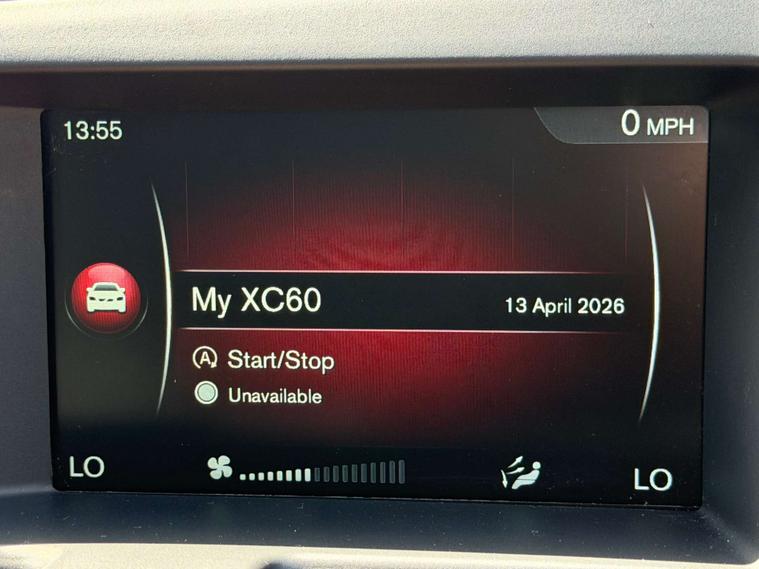 13:55
0 MPH
My XC60
13 April 2026
A Start/Stop
Unavailable
LO
LO